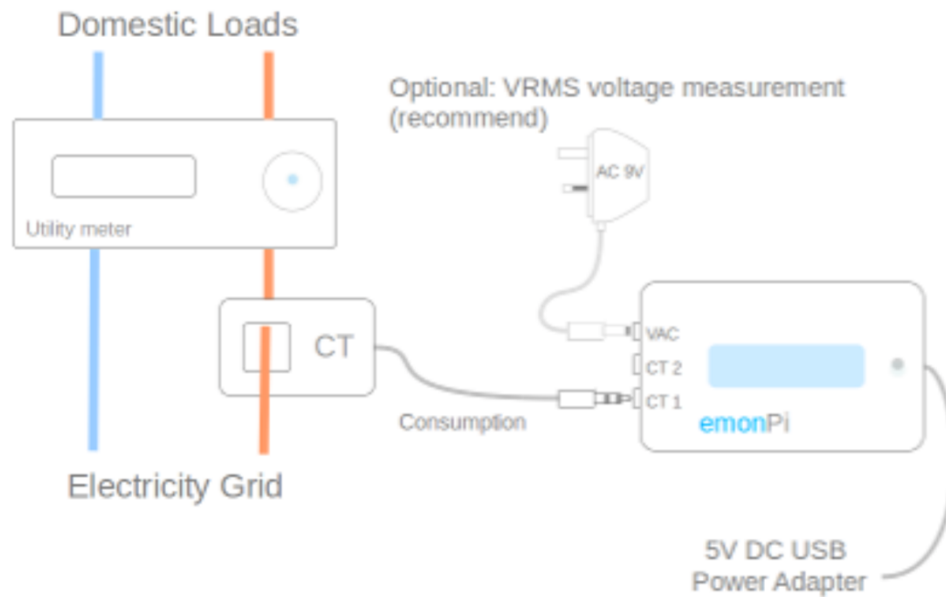 Domestic Loads
Optional: VRMS voltage measurement
(recommend)
AC 9V
Utility meter
VAC
CT
CT 2
CT 1
Consumption
emonPi
Electricity Grid
5V DC USB
Power Adapter